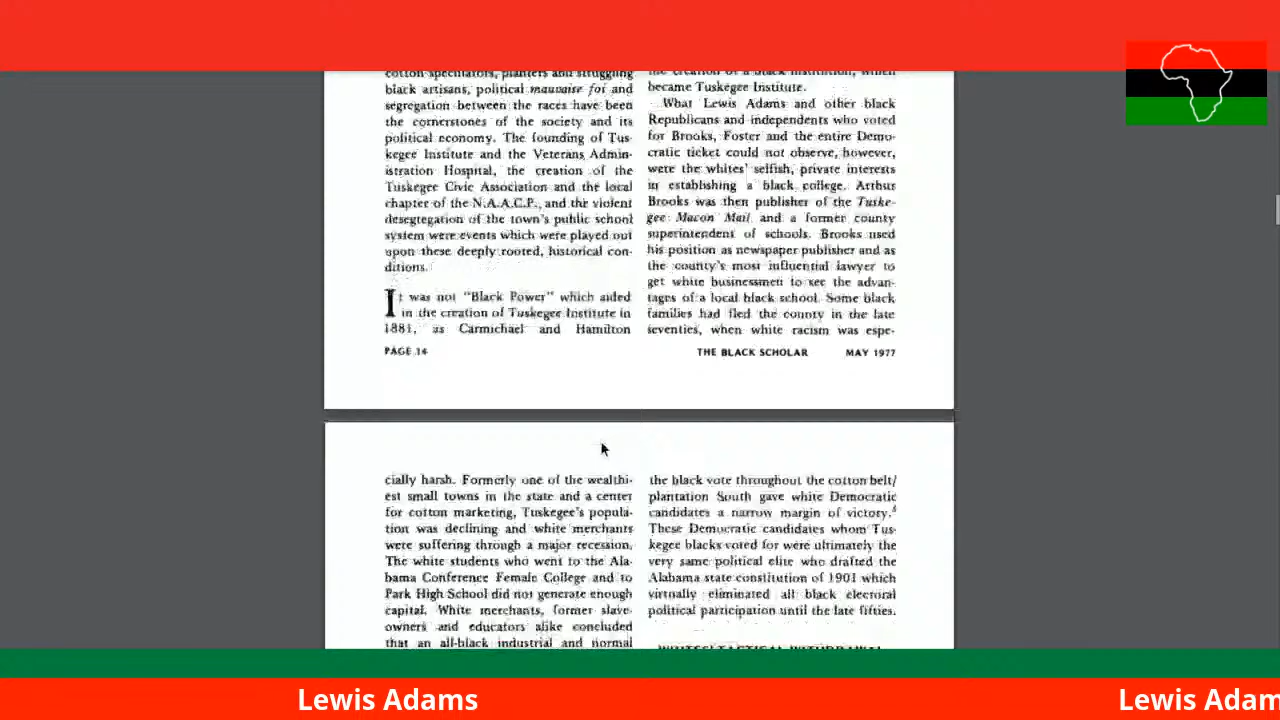 cotton speculators, planters and struggling
black artisans, political mauvaise foi and
segregation between the races have been
the cornerstones of the society and its
political economy. The founding of Tus-
kegee Institute and the Veterans Admin-
istration Hospital, the creation of the
Tuskegee Civic Association and the local
chapter of the N.A.A.C.P., and the violent
desegregation of the town's public school
system were events which were played out
upon these deeply rooted, historical con-
ditions.
It was not "Black Power" which aided
in the creation of Tuskegee Institute in
1881, as Carmichael and Hamilton
the creation of a black institution, which
became Tuskegee Institute.
What Lewis Adams and other black
Republicans and independents who voted
for Brooks, Foster and the entire Demo-
cratic ticket could not observe, however,
were the whites' selfish, private interests
in establishing a black college. Arthur
Brooks was then publisher of the Tuske-
gee Macon Mail and a former county
superintendent of schools. Brooks used
his position as newspaper publisher and as
the county's most influential lawyer to
get white businessmen to see the advan-
tages of a local black school. Some black
families had fled the county in the late
seventies, when white racism was espe-
PAGE 14
THE BLACK SCHOLAR MAY 1977
cially harsh. Formerly one of the wealthi-
est small towns in the state and a center
for cotton marketing, Tuskegee's popula-
tion was declining and white merchants
were suffering through a major recession.
The white students who went to the Ala-
bama Conference Female College and to
Park High School did not generate enough
capital. White merchants, former slave-
owners and educators alike concluded
that an all-black industrial and normal
the black vote throughout the cotton belt/
plantation South gave white Democratic
candidates a narrow margin of victory.
These Democratic candidates whom Tus-
kegee blacks voted for were ultimately the
very same political elite who drafted the
Alabama state constitution of 1901 which
virtually eliminated all black electoral
political participation until the late fifties.
Lewis Adams
Lewis Adam